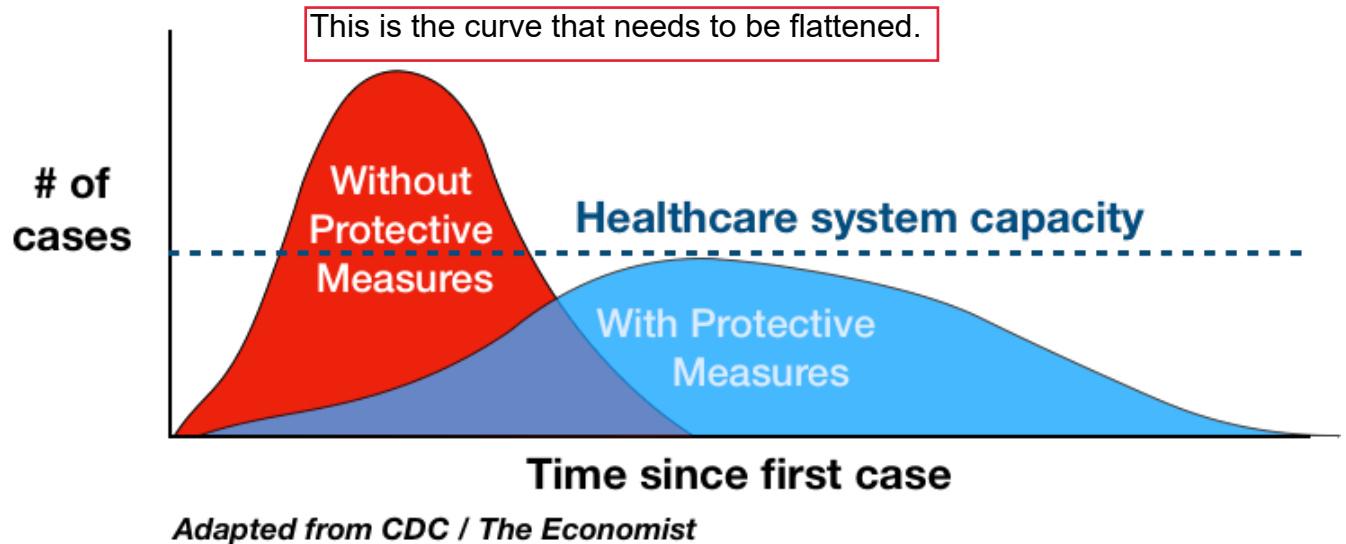 This is the curve that needs to be flattened.
Without
Protective
Measures
# of
cases
Healthcare system capacity
With Protective
Measures
Time since first case
Adapted from CDC / The Economist